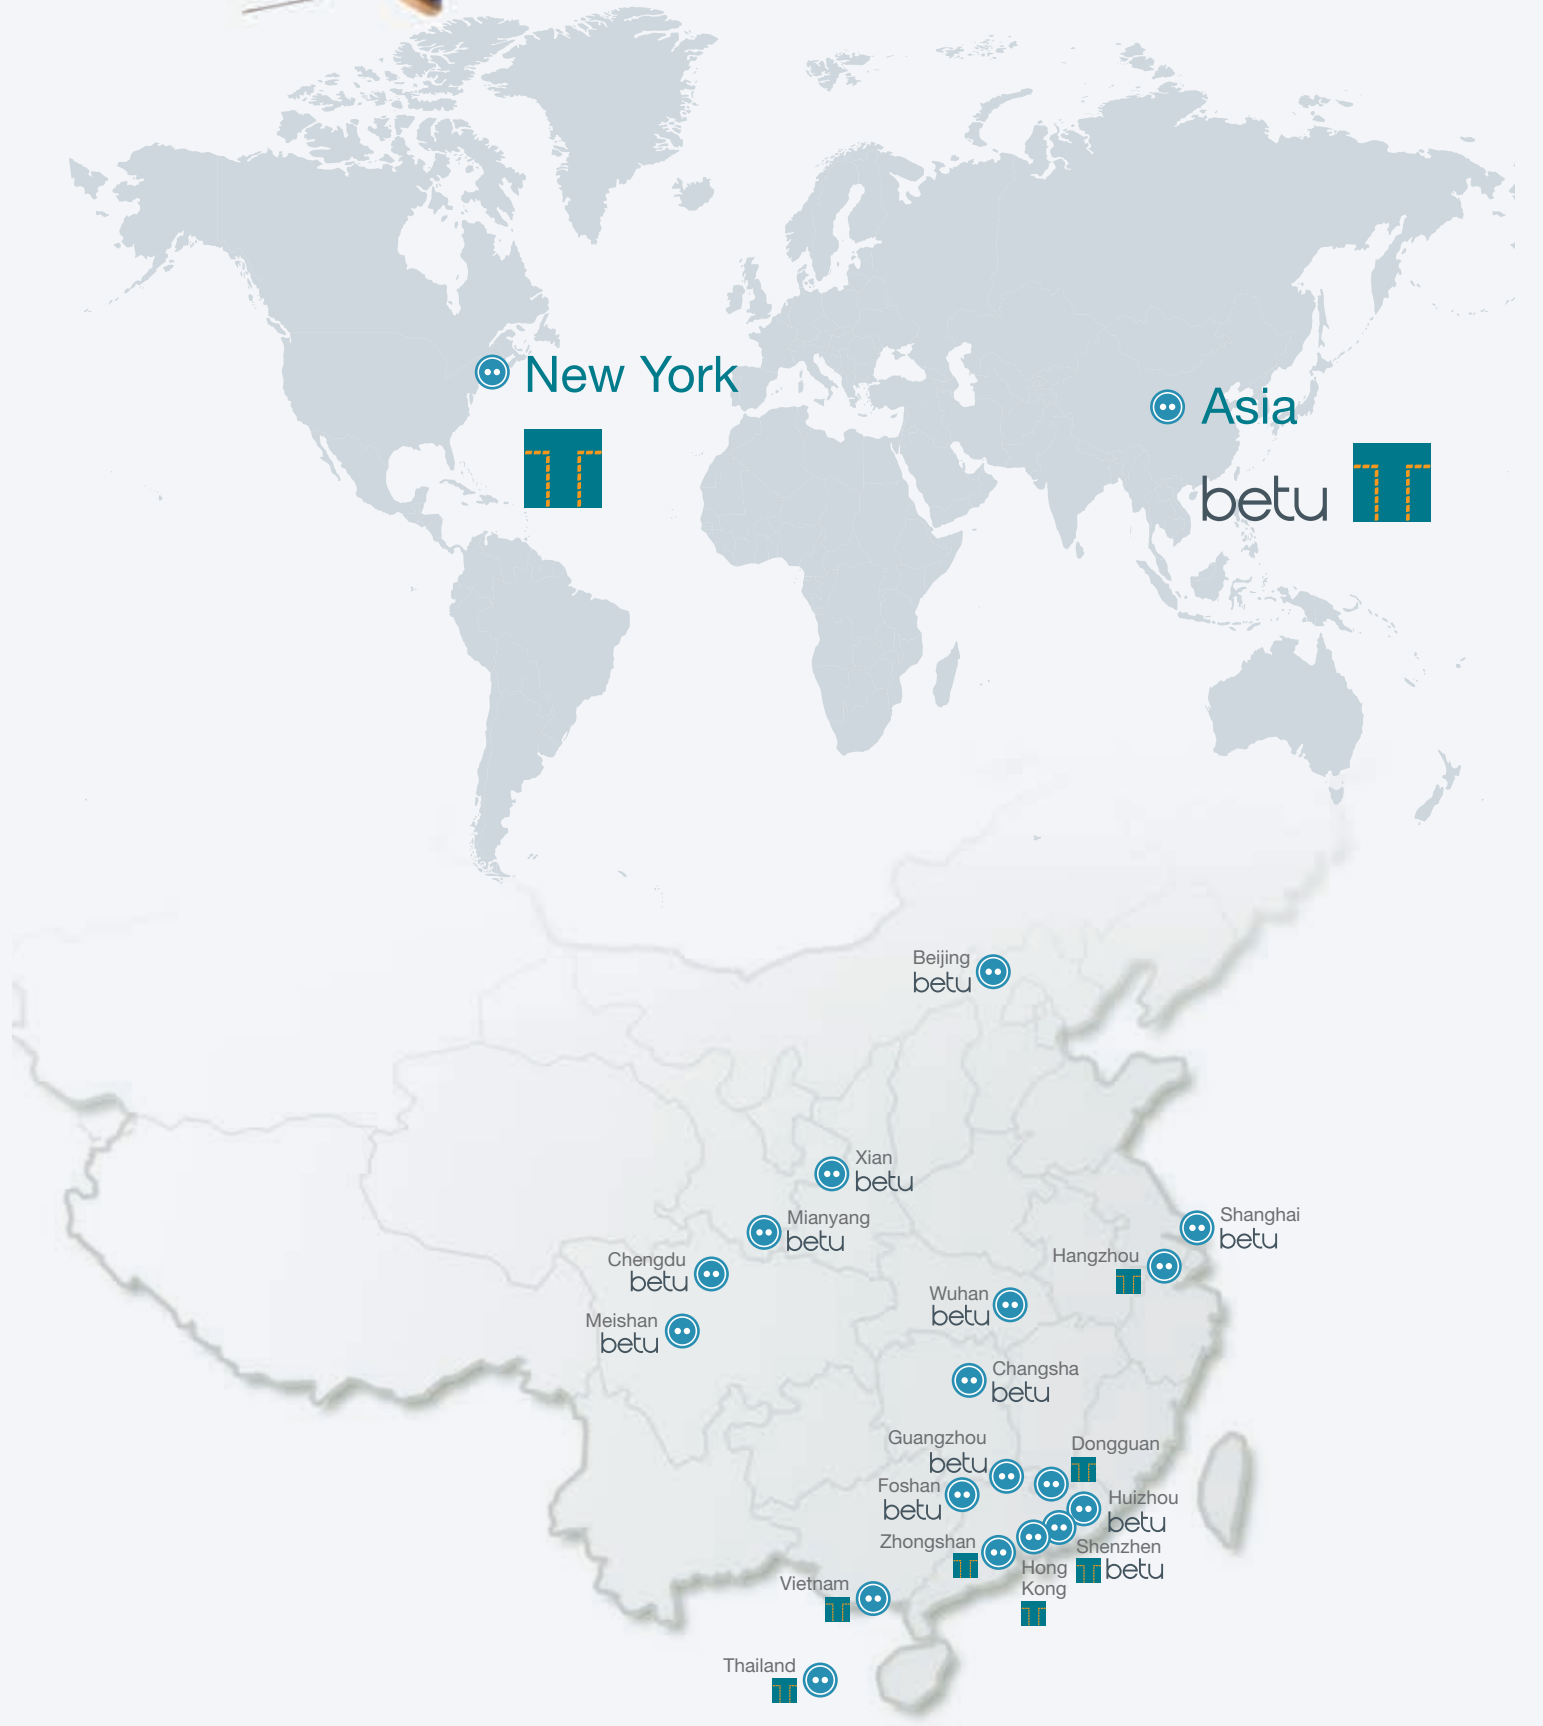 New York
Asia
betu
Beijing
betu
Xian
betu
Mianyang
betu
Shanghai
betu
Chengdu
betu
Hangzhou
Wuhan
betu
Meishan
betu
Changsha
betu
Guangzhou
betu
Dongguan
Foshan
betu
Huizhou
betu
Zhongshan
Shenzhen
betu
Hong
Kong
Vietnam
Thailand